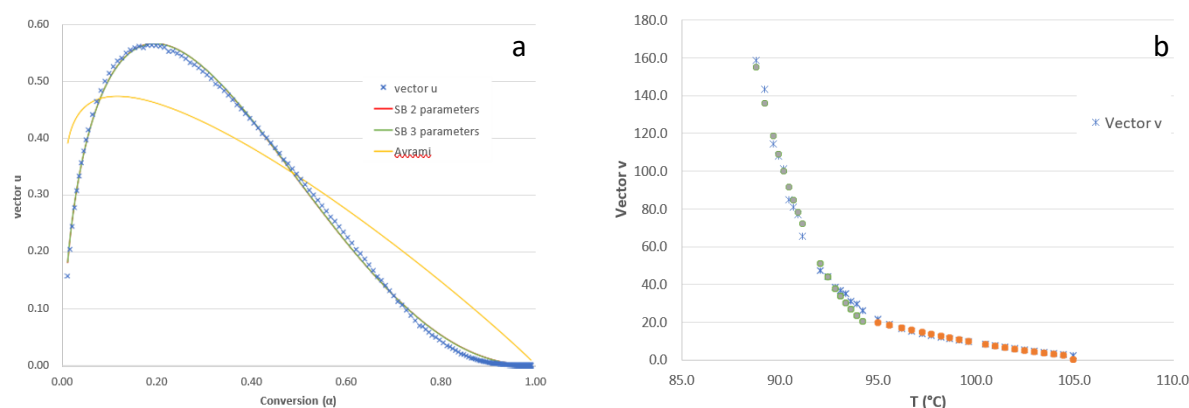 a
0.60
0.50
0.40
0.30
0.20
0.10
0.00
vector u
vector u
SB 2 parameters
SB 3 parameters
Avrami
0.00
0.20
0.40
0.60
0.80
1.00
Conversion (α)
b
180.0
160.0
140.0
120.0
100.0
80.0
60.0
40.0
20.0
0.0
Vector v
Vector v
85.0
90.0
95.0
100.0
105.0
110.0
T (°C)